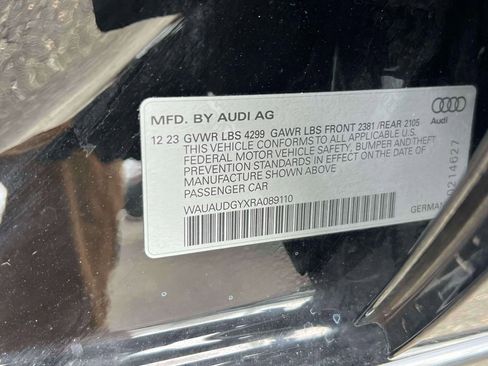 MFD. BY AUDI AG
Audi
12 23 GVWR LBS 4299 GAWR LBS FRONT 2381 /REAR 2105
THIS VEHICLE CONFORMS TO ALL APPLICABLE U.S.
FEDERAL MOTOR VEHICLE SAFETY, BUMPER AND THEFT
PREVENTION STANDARDS IN EFFECT ON THE DATE OF
MANUFACTURE SHOWN ABOVE
PASSENGER CAR
WAUAUDGYXRA089110
GERMAN
0214627